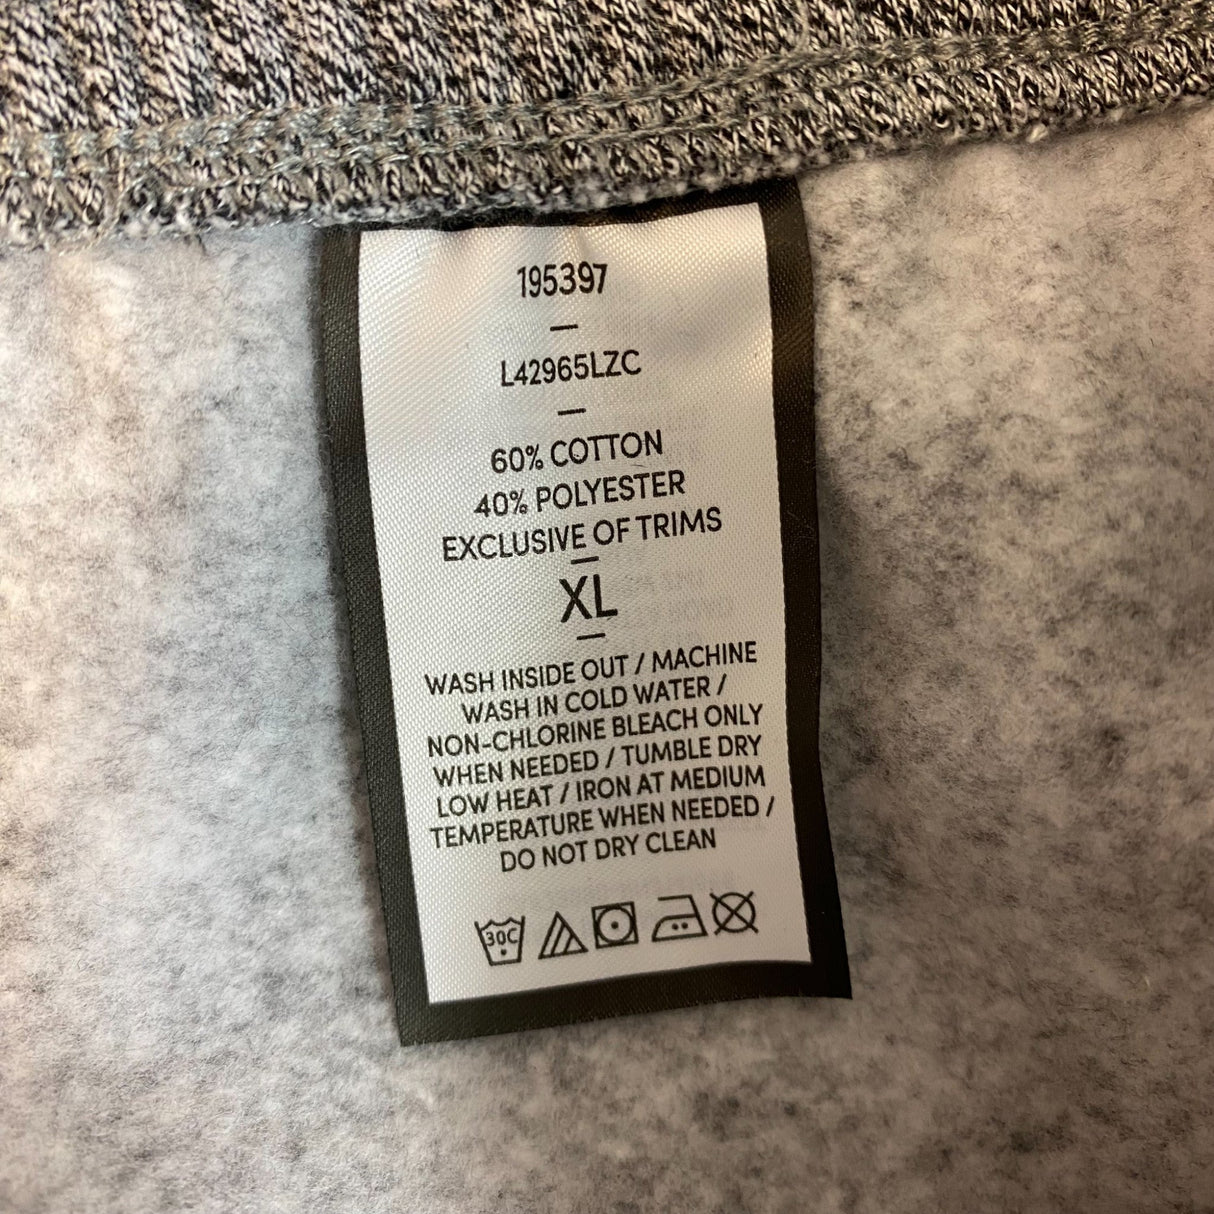 195397
—
L42965LZC
—
60% COTTON
40% POLYESTER
EXCLUSIVE OF TRIMS
—
XL
—
WASH INSIDE OUT / MACHINE
WASH IN COLD WATER /
NON-CHLORINE BLEACH ONLY
WHEN NEEDED / TUMBLE DRY
LOW HEAT / IRON AT MEDIUM
TEMPERATURE WHEN NEEDED /
DO NOT DRY CLEAN
30C